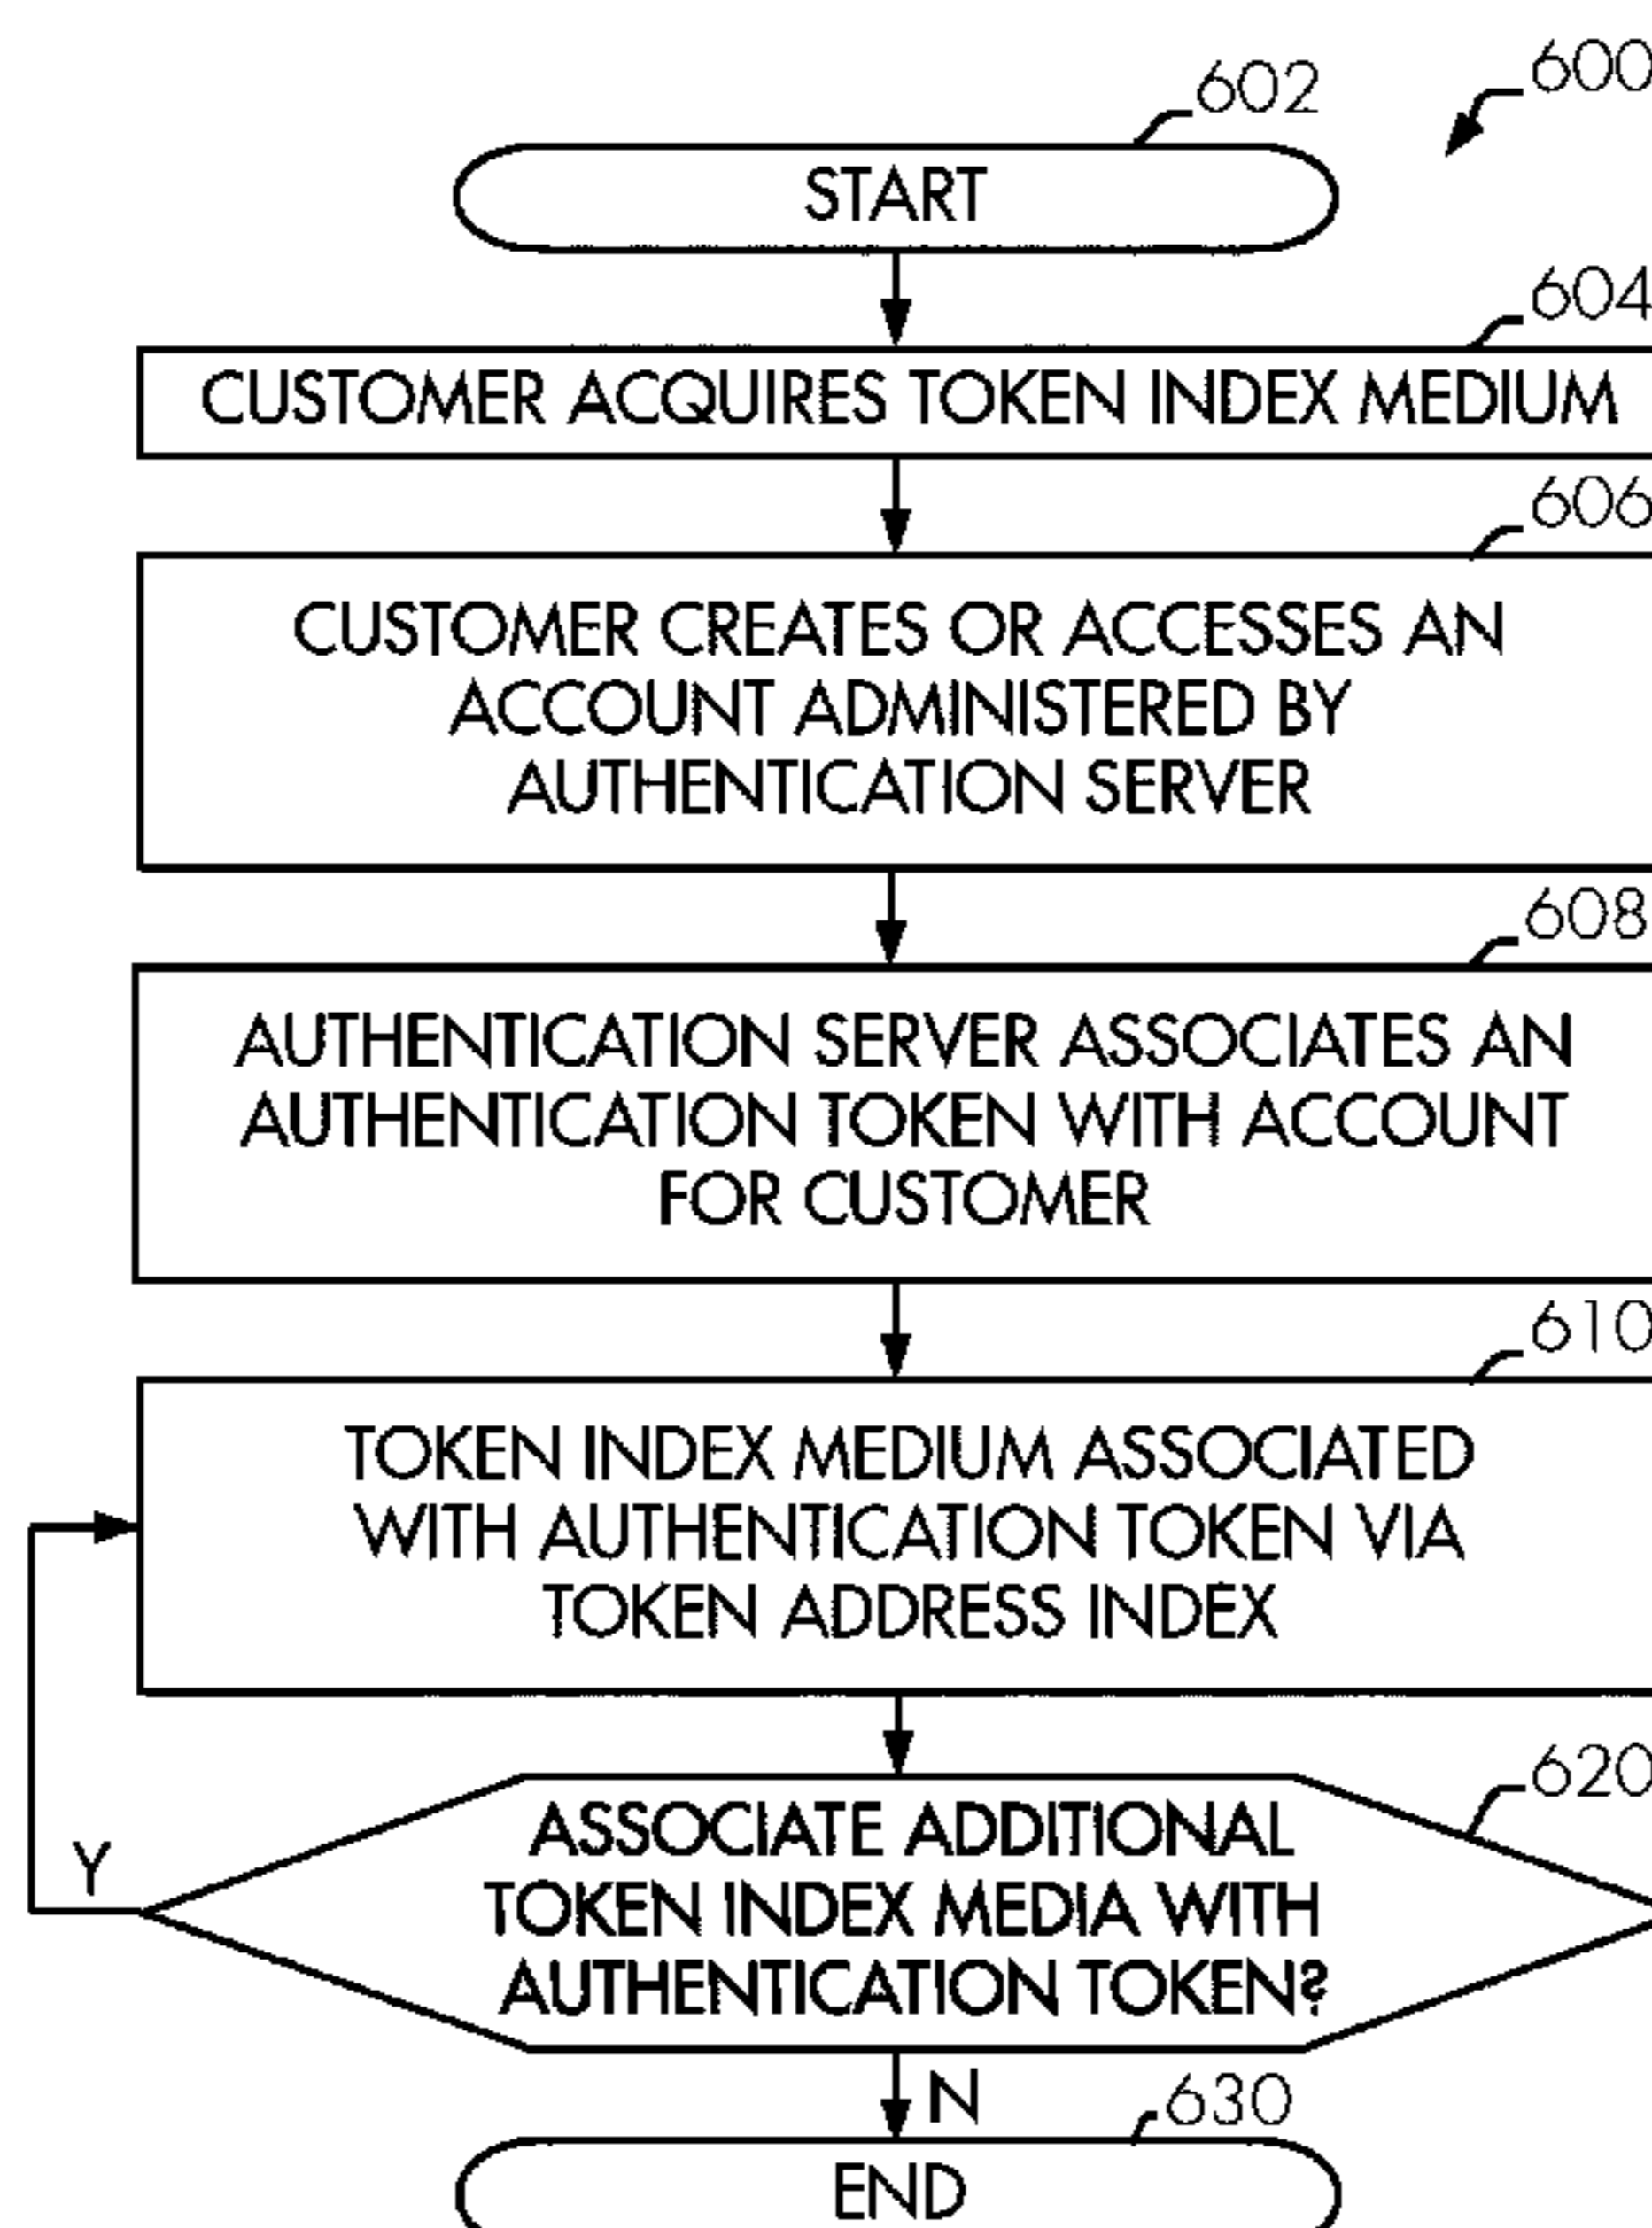 600
602
START
604
CUSTOMER ACQUIRES TOKEN INDEX MEDIUM
606
CUSTOMER CREATES OR ACCESSES AN
ACCOUNT ADMINISTERED BY
AUTHENTICATION SERVER
608
AUTHENTICATION SERVER ASSOCIATES AN
AUTHENTICATION TOKEN WITH ACCOUNT
FOR CUSTOMER
610
TOKEN INDEX MEDIUM ASSOCIATED
WITH AUTHENTICATION TOKEN VIA
TOKEN ADDRESS INDEX
620
ASSOCIATE ADDITIONAL
TOKEN INDEX MEDIA WITH
AUTHENTICATION TOKEN?
Y
N
630
END